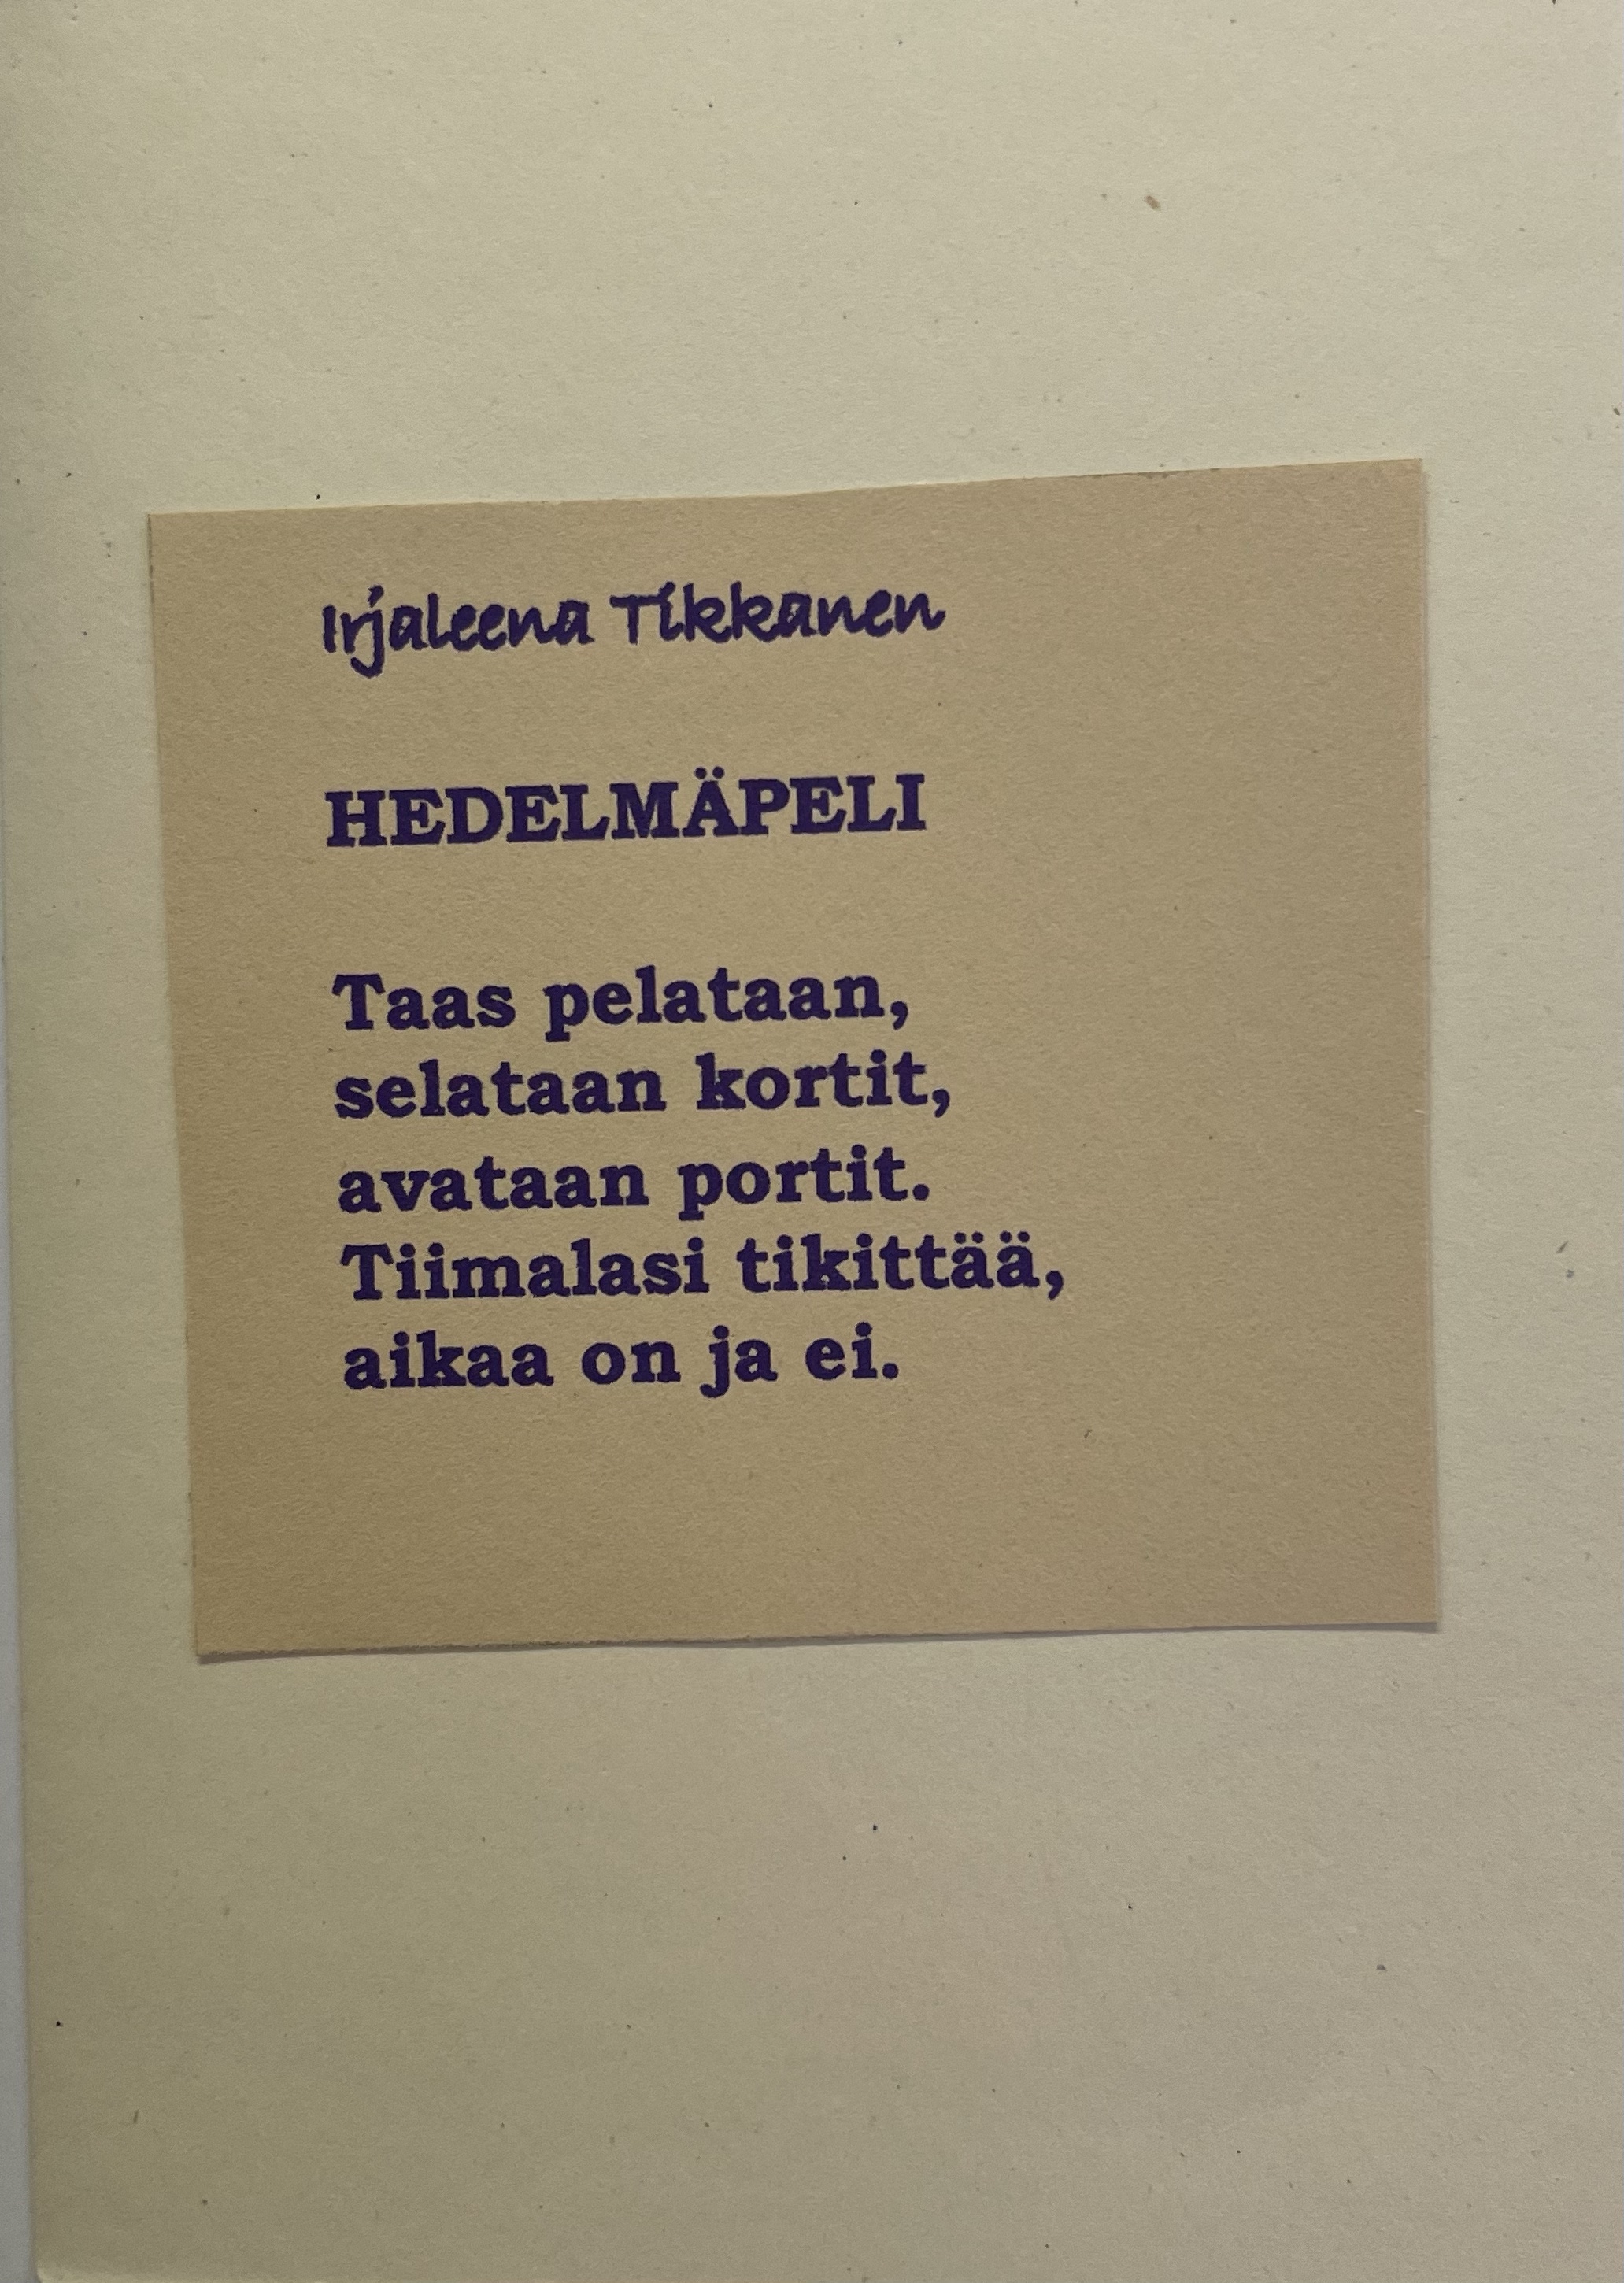 Irjaleena Tikkanen
HEDELMÄPELI
Taas pelataan,
selataan kortit,
avataan portit.
Tiimalasi tikittää,
aikaa on ja ei.